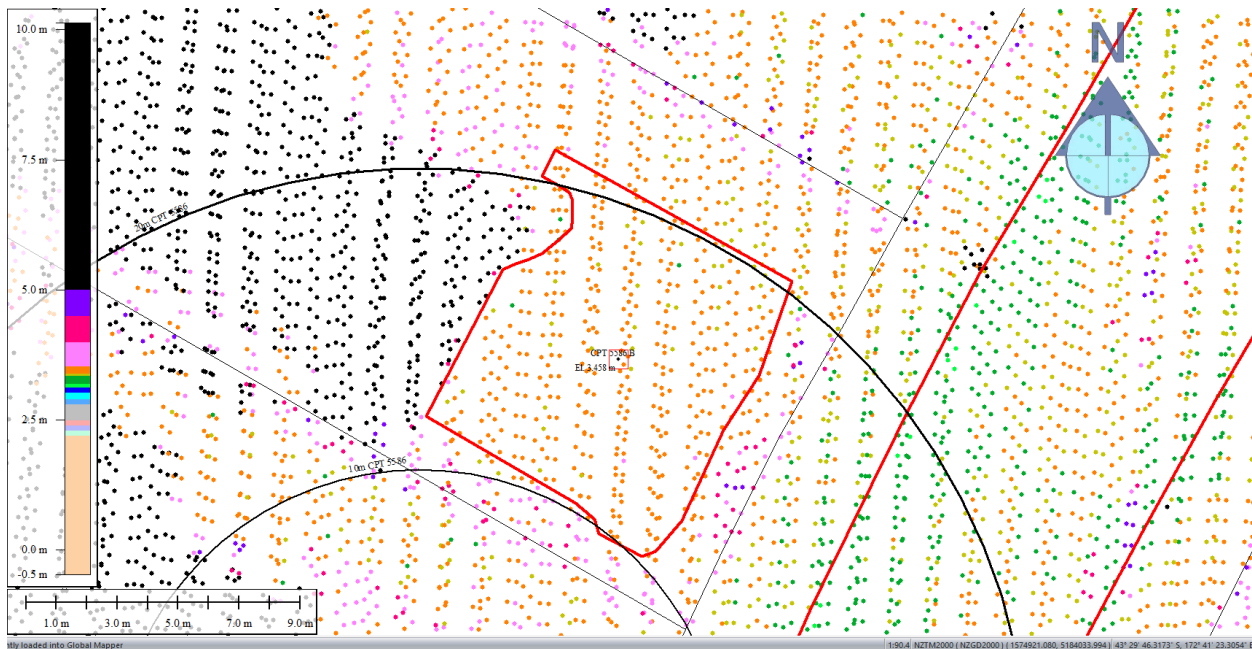 10.0 m
N
7.5 m
20m CPT 5586
5.0 m
CPT 5586 B
EL 3.458 m
2.5 m
10m CPT 5586
0.0 m
-0.5 m
1.0 m 3.0 m 5.0 m 7.0 m 9.0 m
tly loaded into Global Mapper
1:90.4 NZTM2000 (NZGD2000) ( 1574921.080, 5184033.994 ) 43° 29' 46.3173" S, 172° 41' 23.3054" E